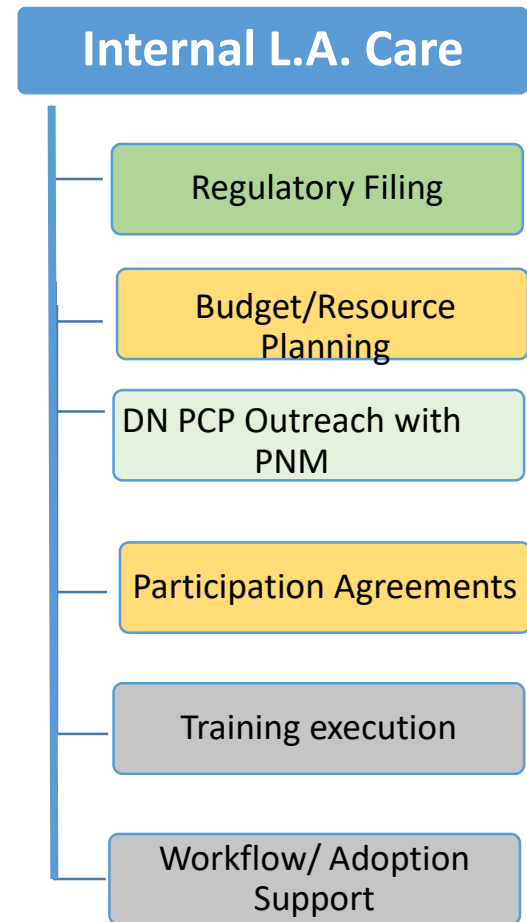 Internal L.A. Care
Regulatory Filing
Budget/Resource
Planning
DN PCP Outreach with
PNM
Participation Agreements
Training execution
Workflow/ Adoption
Support